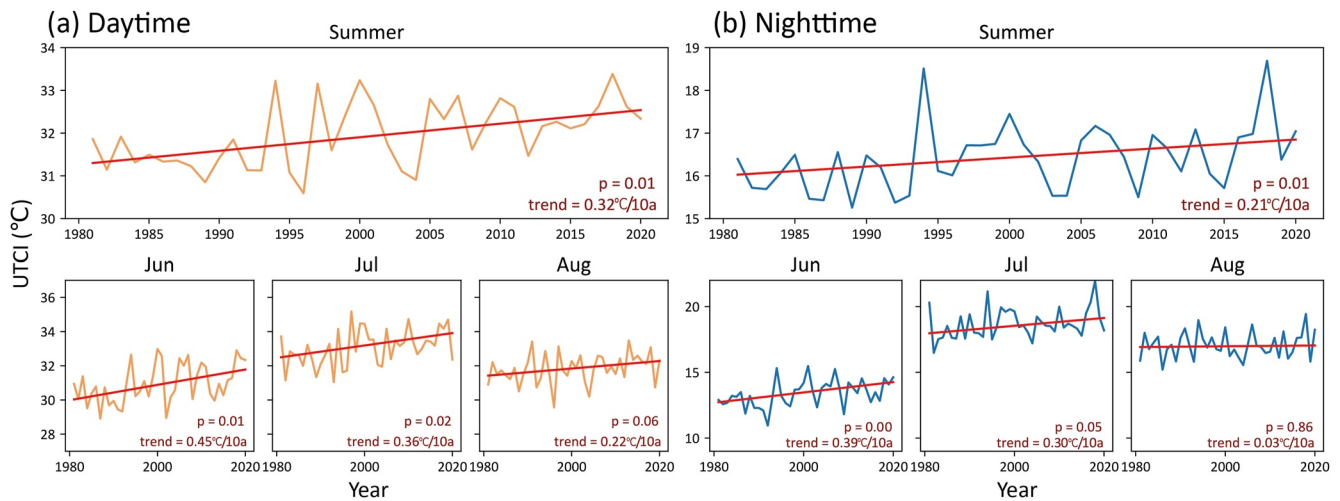 (a) Daytime
Summer
34
33
32
31
30
p = 0.01
trend = 0.32℃/10a
1980 1985 1990 1995 2000 2005 2010 2015 2020
(b) Nighttime
Summer
19
18
17
16
15
p = 0.01
trend = 0.21℃/10a
1980 1985 1990 1995 2000 2005 2010 2015 2020
UTCI (℃)
Jun
36
34
32
30
28
p = 0.01
trend = 0.45℃/10a
1980 2000 2020
Jul
p = 0.02
trend = 0.36℃/10a
1980 2000 2020
Aug
p = 0.06
trend = 0.22℃/10a
1980 2000 2020
Year
Jun
20
15
10
p = 0.00
trend = 0.39℃/10a
1980 2000 2020
Jul
p = 0.05
trend = 0.30℃/10a
1980 2000 2020
Aug
p = 0.86
trend = 0.03℃/10a
1980 2000 2020
Year